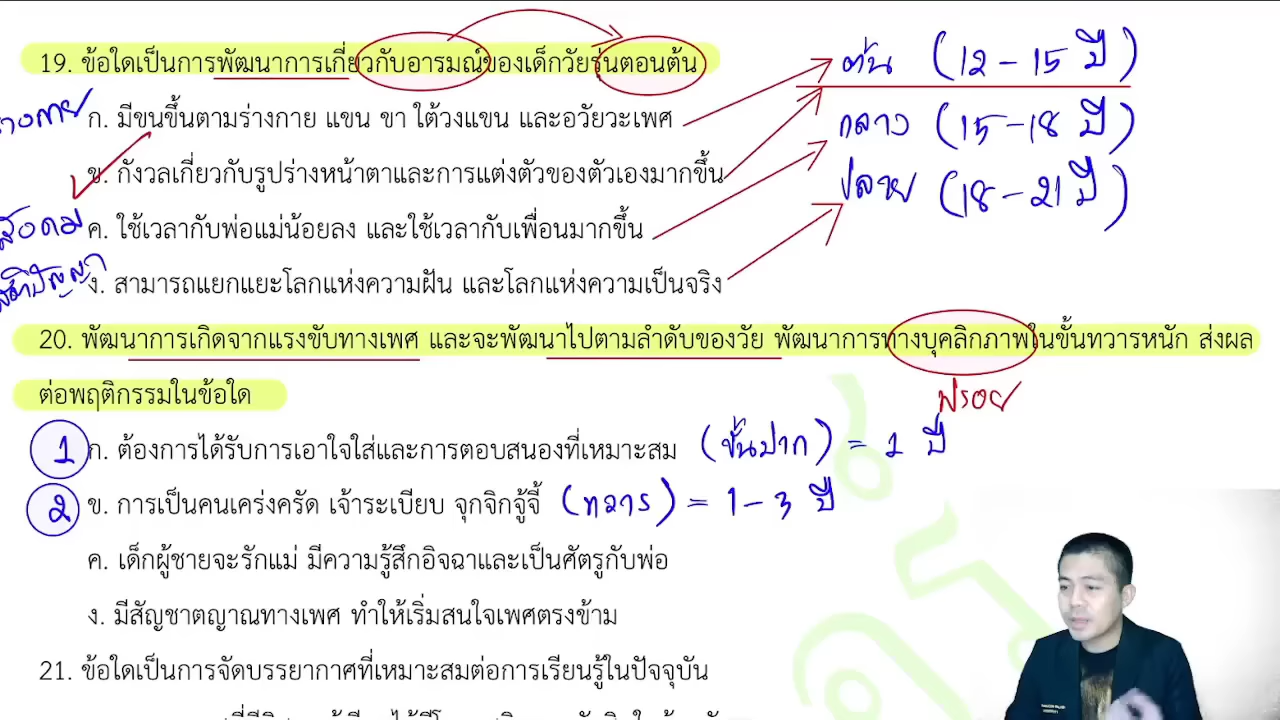 19. ข้อใดเป็นการพัฒนาการเกี่ยวกับอารมณ์ของเด็กวัยรุ่นตอนต้น
ต้น (12 - 15 ปี)
ก. มีขนขึ้นตามร่างกาย แขน ขา ใต้วงแขน และอวัยวะเพศ
กลาง (15 - 18 ปี)
ข. กังวลเกี่ยวกับรูปร่างหน้าตาและการแต่งตัวของตัวเองมากขึ้น
ปลาย (18 - 21 ปี)
สังคม
ค. ใช้เวลากับพ่อแม่น้อยลง และใช้เวลากับเพื่อนมากขึ้น
สติปัญญา
ง. สามารถแยกแยะโลกแห่งความฝัน และโลกแห่งความเป็นจริง
20. พัฒนาการเกิดจากแรงขับทางเพศ และจะพัฒนาไปตามลำดับของวัย พัฒนาการทางบุคลิกภาพในขั้นทวารหนัก ส่งผล
ต่อพฤติกรรมในข้อใด
ฟรอย
1 ก. ต้องการได้รับการเอาใจใส่และการตอบสนองที่เหมาะสม (ขั้นปาก) = 1 ปี
2 ข. การเป็นคนเคร่งครัด เจ้าระเบียบ จุกจิกจู้จี้ (ทวาร) = 1 - 3 ปี
ค. เด็กผู้ชายจะรักแม่ มีความรู้สึกอิจฉาและเป็นศัตรูกับพ่อ
ง. มีสัญชาตญาณทางเพศ ทำให้เริ่มสนใจเพศตรงข้าม
21. ข้อใดเป็นการจัดบรรยากาศที่เหมาะสมต่อการเรียนรู้ในปัจจุบัน